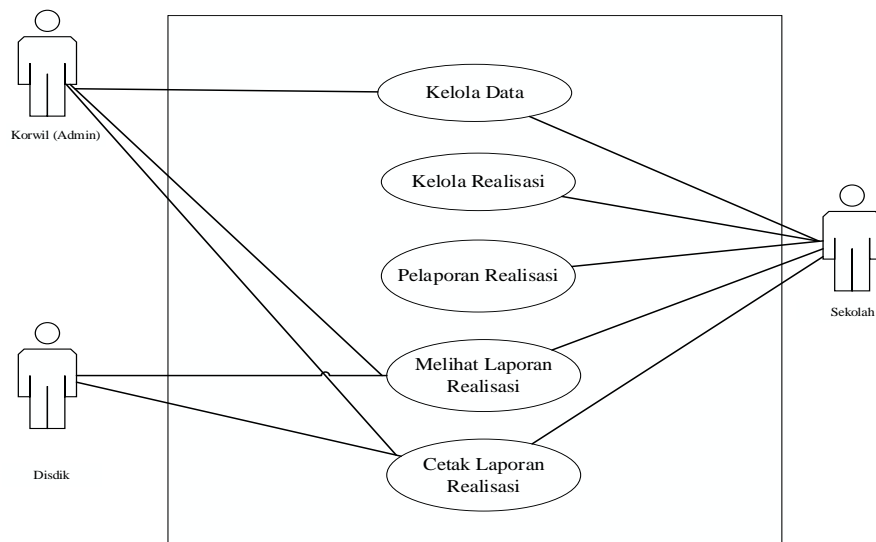 Kelola Data
Korwil (Admin)
Kelola Realisasi
Pelaporan Realisasi
Sekolah
Melihat Laporan
Realisasi
Cetak Laporan
Realisasi
Disdik